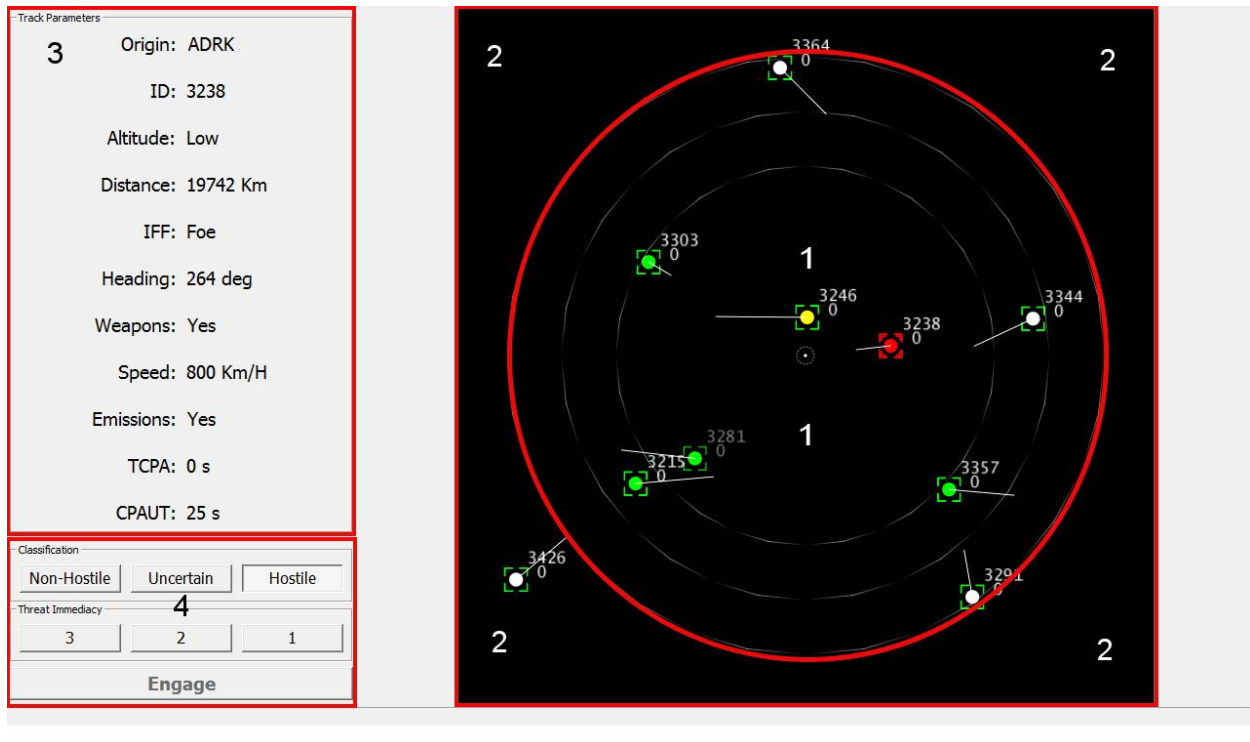 Track Parameters
3
Origin: ADRK
ID: 3238
Altitude: Low
Distance: 19742 Km
IFF: Foe
Heading: 264 deg
Weapons: Yes
Speed: 800 Km/H
Emissions: Yes
TCPA: 0 s
CPAUT: 25 s
Classification
Non-Hostile Uncertain Hostile
4
Threat Immediacy
3 2 1
Engage
2
3364
0
2
3303
0
1
3246
0
3344
0
3238
0
1
3281
0
3215
0
3357
0
3426
0
3291
0
2
2